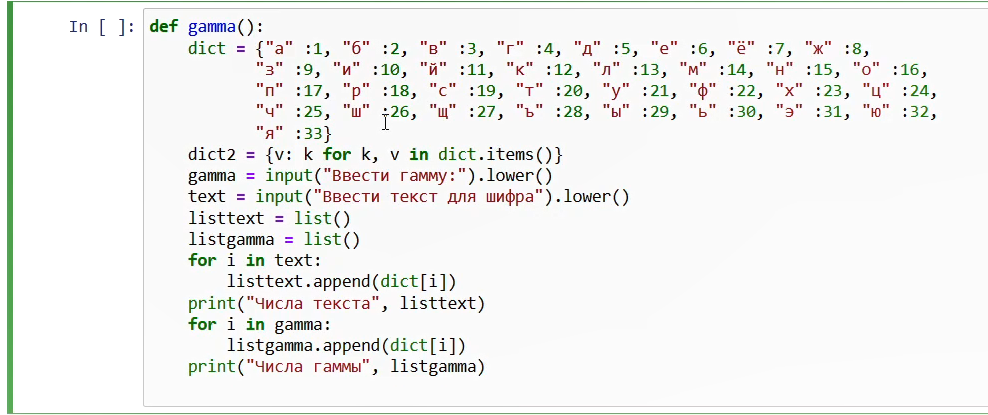 In [ ]: def gamma():
    dict = {"а" :1, "б" :2, "в" :3, "г" :4, "д" :5, "е" :6, "ё" :7, "ж" :8,
           "з" :9, "и" :10, "й" :11, "к" :12, "л" :13, "м" :14, "н" :15, "о" :16,
           "п" :17, "р" :18, "с" :19, "т" :20, "у" :21, "ф" :22, "х" :23, "ц" :24,
           "ч" :25, "ш" :26, "щ" :27, "ъ" :28, "ы" :29, "ь" :30, "э" :31, "ю" :32,
           "я" :33}
    dict2 = {v: k for k, v in dict.items()}
    gamma = input("Ввести гамму:").lower()
    text = input("Ввести текст для шифра").lower()
    listtext = list()
    listgamma = list()
    for i in text:
        listtext.append(dict[i])
    print("Числа текста", listtext)
    for i in gamma:
        listgamma.append(dict[i])
    print("Числа гаммы", listgamma)